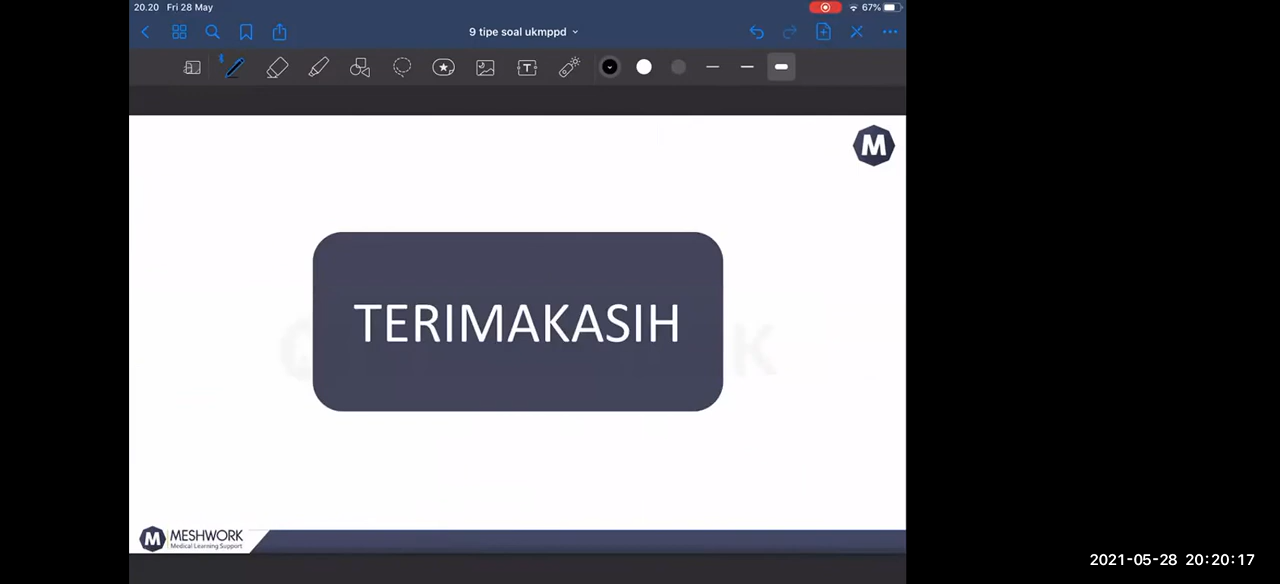 20.20 Fri 28 May
67%
9 tipe soal ukmppd
T
M
TERIMAKASIH
K
M MESHWORK
Medical Learning Support
2021-05-28 20:20:17